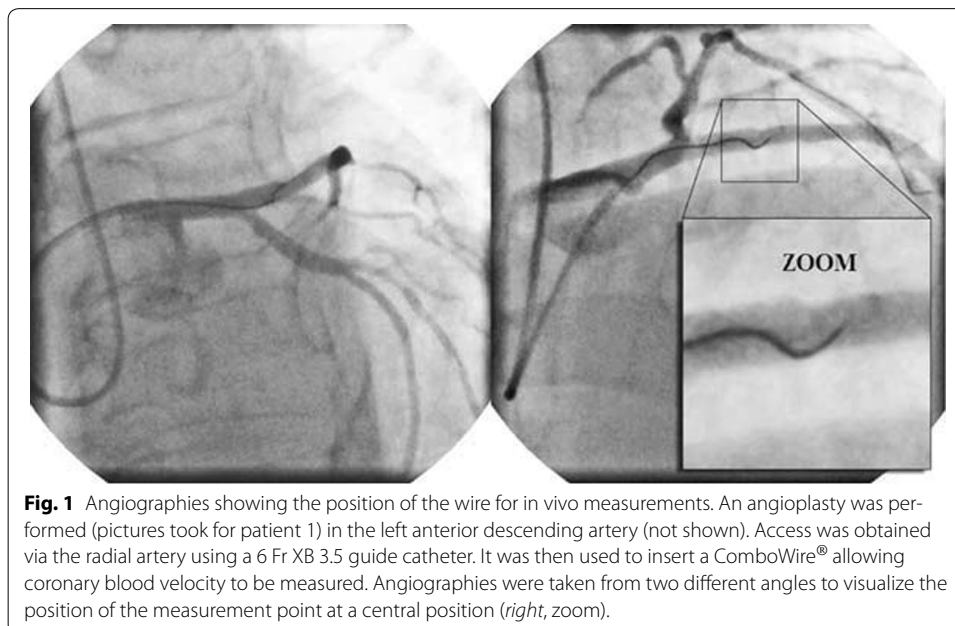 ZOOM
Fig. 1 Angiographies showing the position of the wire for in vivo measurements. An angioplasty was per-
formed (pictures took for patient 1) in the left anterior descending artery (not shown). Access was obtained
via the radial artery using a 6 Fr XB 3.5 guide catheter. It was then used to insert a ComboWire® allowing
coronary blood velocity to be measured. Angiographies were taken from two different angles to visualize the
position of the measurement point at a central position (right, zoom).